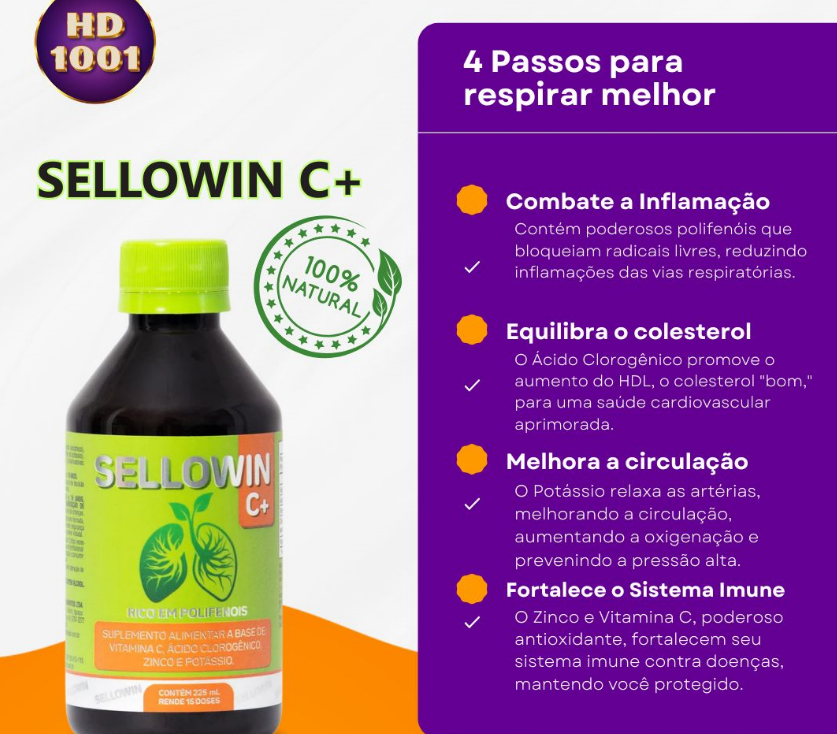 HD
1001
SELLOWIN C+
100%
NATURAL
SELLOWIN
C+
RICO EM POLIFENOIS
SUPLEMENTO ALIMENTAR A BASE DE
VITAMINA C, ÁCIDO CLOROGÊNICO,
ZINCO E POTÁSSIO.
SELLOWIN
CONTÉM 225 mL
RENDE 15 DOSES
4 Passos para
respirar melhor
Combate a Inflamação
Contém poderosos polifenóis que
bloqueiam radicais livres, reduzindo
inflamações das vias respiratórias.
Equilibra o colesterol
O Ácido Clorogênico promove o
aumento do HDL, o colesterol "bom,"
para uma saúde cardiovascular
aprimorada.
Melhora a circulação
O Potássio relaxa as artérias,
melhorando a circulação,
aumentando a oxigenação e
prevenindo a pressão alta.
Fortalece o Sistema Imune
O Zinco e Vitamina C, poderoso
antioxidante, fortalecem seu
sistema imune contra doenças,
mantendo você protegido.